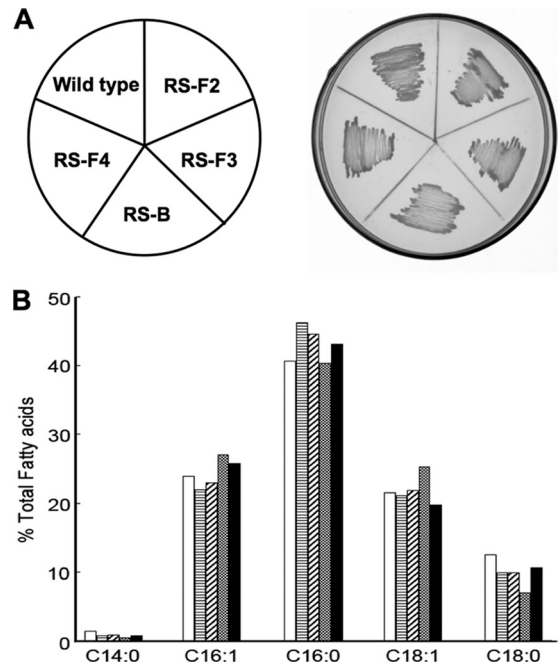 A
Wild type
RS-F2
RS-F4
RS-F3
RS-B
B
% Total Fatty acids
50
40
30
20
10
0
C14:0 C16:1 C16:0 C18:1 C18:0